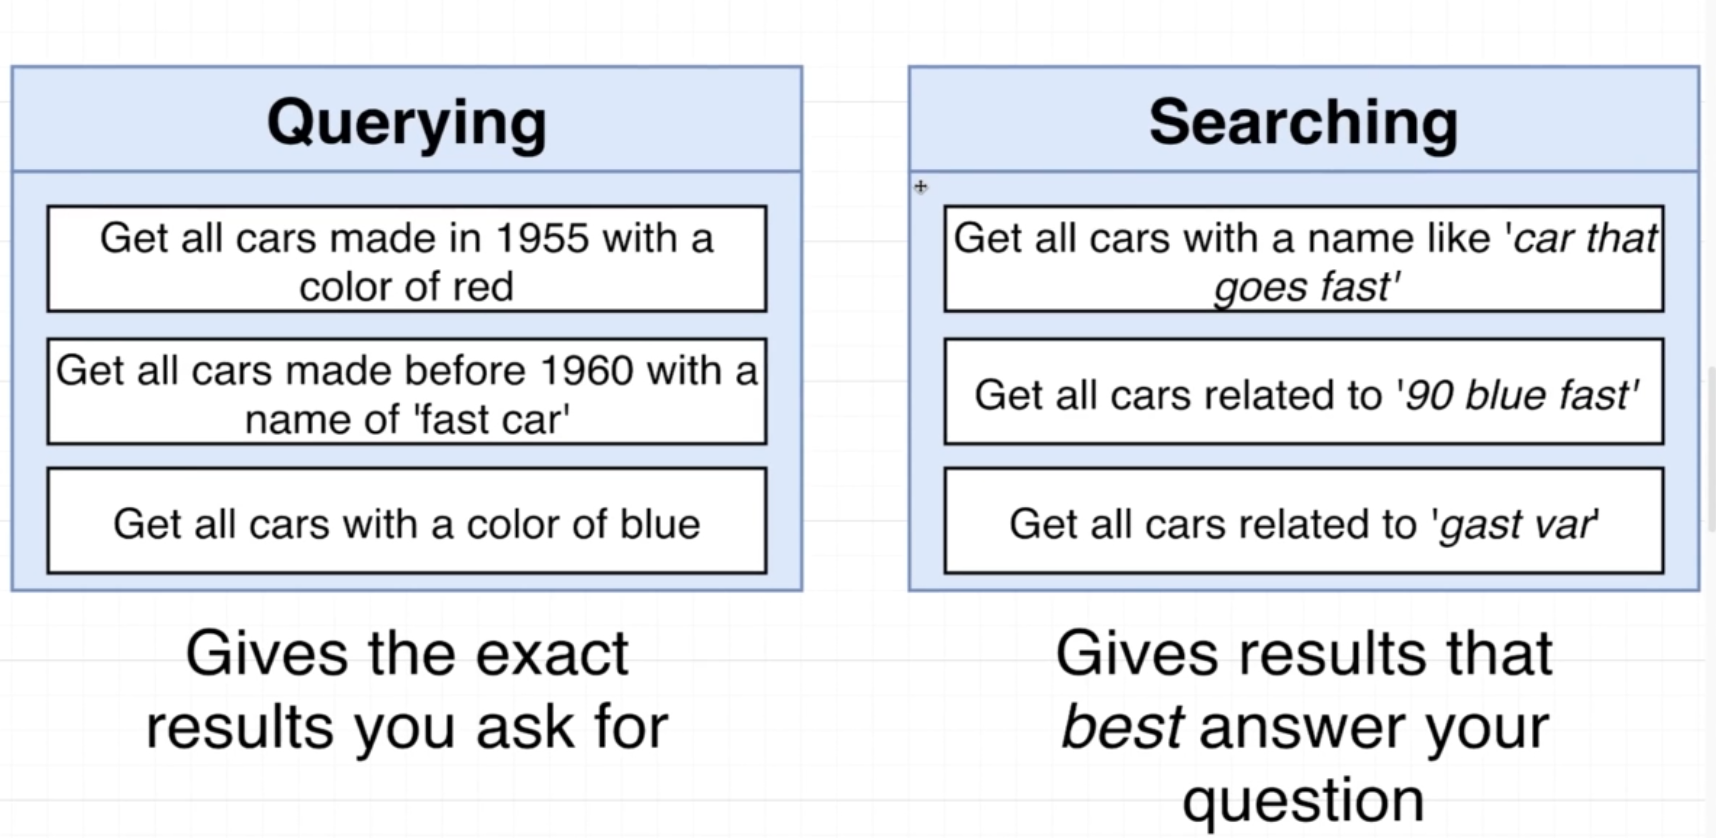 Querying
Get all cars made in 1955 with a
color of red
Get all cars made before 1960 with a
name of 'fast car'
Get all cars with a color of blue
Gives the exact
results you ask for
Searching
Get all cars with a name like 'car that
goes fast'
Get all cars related to '90 blue fast'
Get all cars related to 'gast var'
Gives results that
best answer your
question